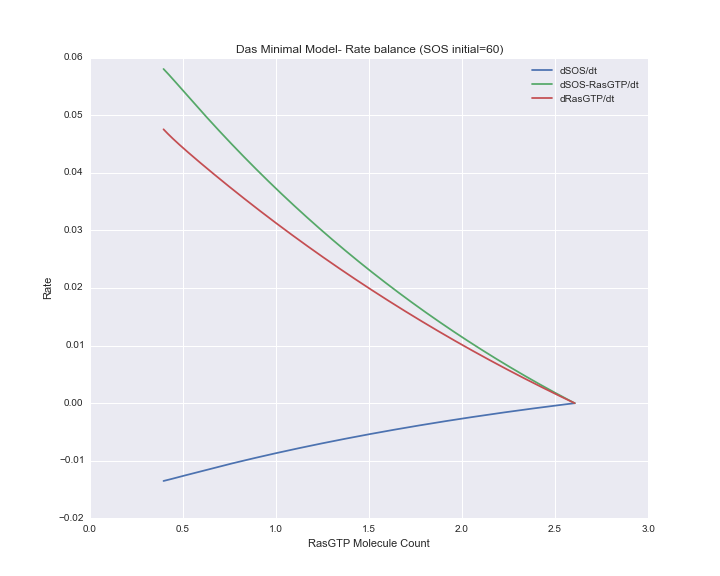 Das Minimal Model- Rate balance (SOS initial=60)
dSOS/dt
dSOS-RasGTP/dt
dRasGTP/dt
0.06
0.05
0.04
0.03
0.02
0.01
0.00
−0.01
−0.02
Rate
0.0 0.5 1.0 1.5 2.0 2.5 3.0
RasGTP Molecule Count